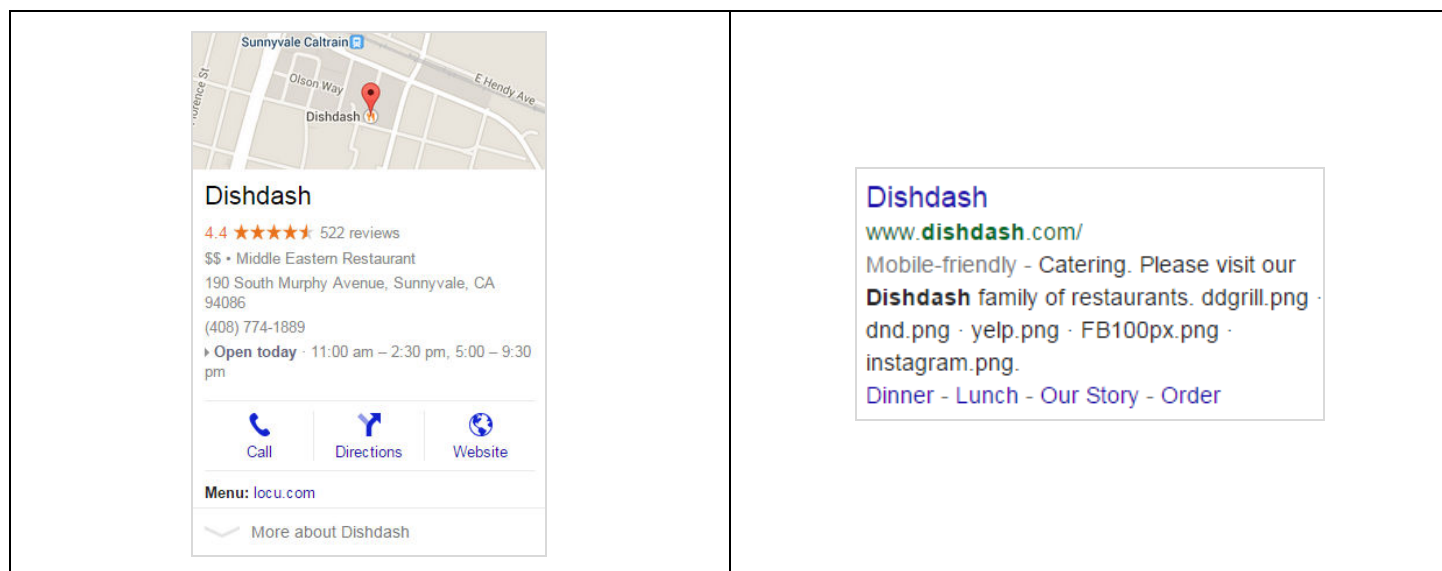 Sunnyvale Caltrain
Olson Way
E Hendy Ave
Dishdash
Dishdash
4.4 ★★★★★ 522 reviews
$$ • Middle Eastern Restaurant
190 South Murphy Avenue, Sunnyvale, CA
94086
(408) 774-1889
Open today · 11:00 am – 2:30 pm, 5:00 – 9:30
pm
Call Directions Website
Menu: locu.com
More about Dishdash
Dishdash
www.dishdash.com/
Mobile-friendly - Catering. Please visit our
Dishdash family of restaurants. ddgrill.png ·
dnd.png · yelp.png · FB100px.png ·
instagram.png.
Dinner - Lunch - Our Story - Order